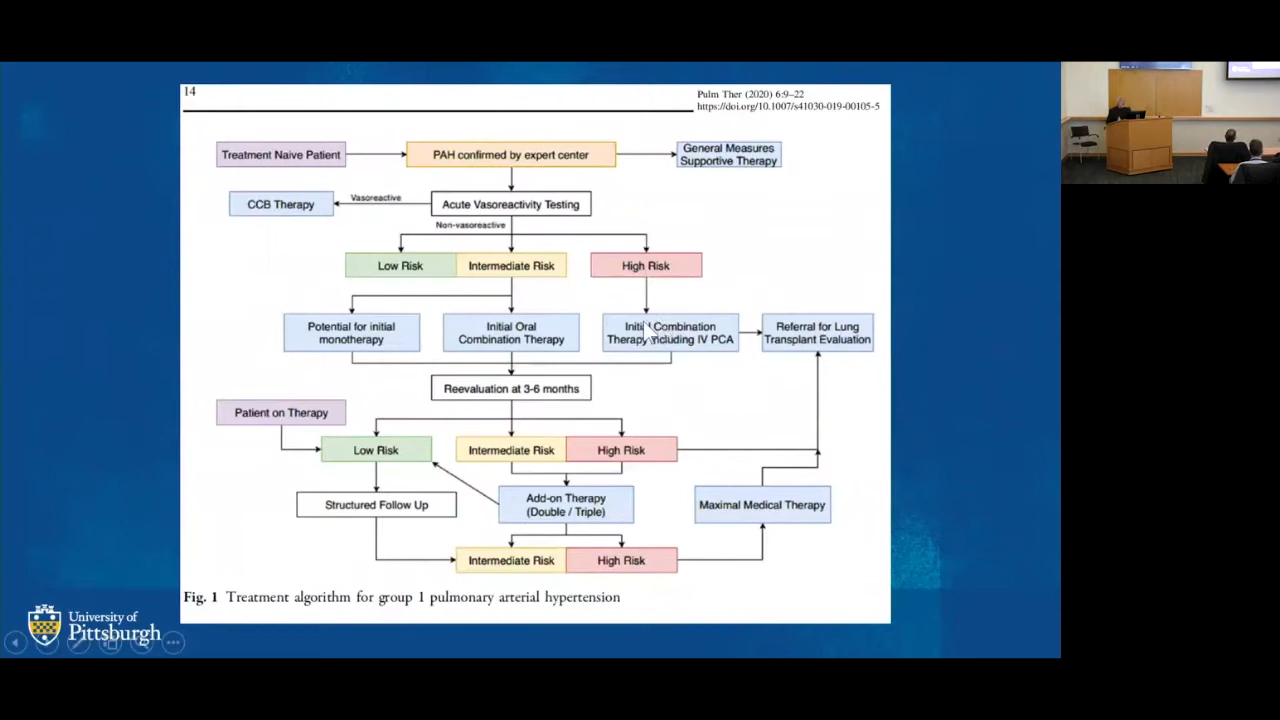 14
Pulm Ther (2020) 6:9–22
https://doi.org/10.1007/s41030-019-00105-5
Treatment Naive Patient
PAH confirmed by expert center
General Measures
Supportive Therapy
CCB Therapy
Vasoreactive
Acute Vasoreactivity Testing
Non-vasoreactive
Low Risk
Intermediate Risk
High Risk
Potential for initial
monotherapy
Initial Oral
Combination Therapy
Initial Combination
Therapy including IV PCA
Referral for Lung
Transplant Evaluation
Reevaluation at 3-6 months
Patient on Therapy
Low Risk
Intermediate Risk
High Risk
Structured Follow Up
Add-on Therapy
(Double / Triple)
Maximal Medical Therapy
Intermediate Risk
High Risk
Fig. 1 Treatment algorithm for group 1 pulmonary arterial hypertension
University of
Pittsburgh